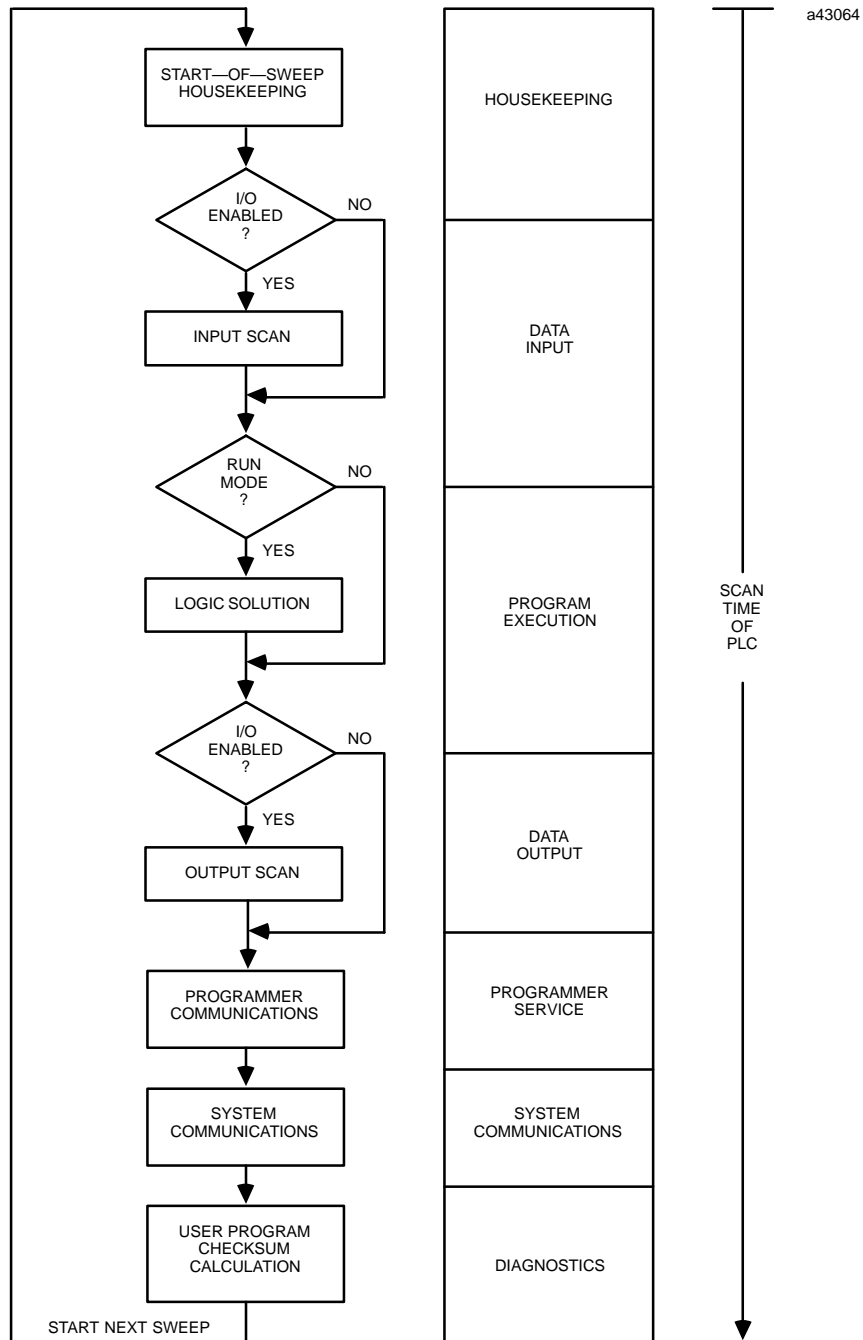 a43064
START—OF—SWEEP
HOUSEKEEPING
HOUSEKEEPING
I/O
ENABLED
?
NO
YES
INPUT SCAN
DATA
INPUT
RUN
MODE
?
NO
YES
LOGIC SOLUTION
PROGRAM
EXECUTION
SCAN
TIME
OF
PLC
I/O
ENABLED
?
NO
YES
OUTPUT SCAN
DATA
OUTPUT
PROGRAMMER
COMMUNICATIONS
PROGRAMMER
SERVICE
SYSTEM
COMMUNICATIONS
SYSTEM
COMMUNICATIONS
USER PROGRAM
CHECKSUM
CALCULATION
DIAGNOSTICS
START NEXT SWEEP